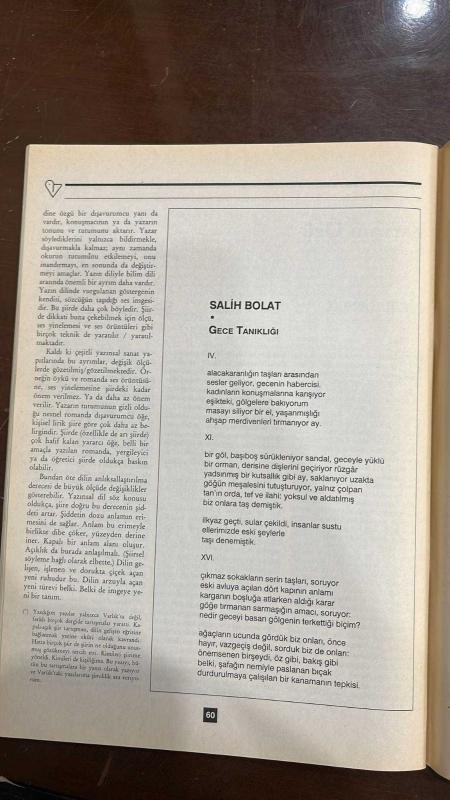 dine özgü bir dışavurumcu yanı da
vardır, konuşmacının ya da yazarın
tonunu ve tutumunu aktarır. Yazar
söylediklerini yalnızca bildirmekle,
dışavurmakla kalmaz; aynı zamanda
okurun tutumunu etkilemeyi, onu
inandırmayı, en sonunda da değiştir-
meyi amaçlar. Yazın diliyle bilim dili
arasında önemli bir ayrım daha vardır.
Yazın dilinde vurgulanan göstergenin
kendisi, sözcüğün taşıdığı ses imgesi-
dir. Bu şiirde daha çok böyledir. Şiir-
de dikkati buna çekebilmek için ölçü,
ses yinelemesi ve ses örüntüleri gibi
birçok teknik de yaratılır / yaratıl-
maktadır.
Kaldı ki çeşitli yazınsal sanat ya-
pıtlarında bu ayrımlar, değişik ölçü-
lerde gözetilmiş/gözetilmektedir. Ör-
neğin öykü ve romanda ses örüntüsü-
ne, ses yinelemesine şiirdeki kadar
önem verilmez. Ya da daha az önem
verilir. Yazarın tutumunun gizli oldu-
ğu nesnel romanda dışavurumcu öğe,
kişisel lirik şiire göre çok daha az be-
lirgindir. Şiirde (özellikle de arı şiirde)
çok hafif kalan yararcı öğe, belli bir
amaçla yazılan romanda, yergileyici
ya da öğretici şiirde oldukça baskın
olabilir.
Bundan öte dilin anlıksallaştırılma
derecesi de büyük ölçüde değişiklikler
gösterebilir. Yazınsal dil söz konusu
oldukça, şiire doğru bu derecenin şid-
deti artar. Şiddetin dozu anlamın eri-
mesini de sağlar. Anlam bu erimeyle
birlikte dibe çöker, yüzeyden derine
iner. Kapalı bir anlam alanı oluşur.
Açıklık da burada anlaşılmalı. (Şiirsel
söyleme bağlı olarak elbette.) Dilin ge-
lişen, işlenen ve dorukta çiçek açan
yeni ruhudur bu. Dilin arzuyla açan
yeni türevi belki. Belki de imgeye ye-
ni bir tanım.
SALİH BOLAT
•
GECE TANIKLIĞI
IV.
alacakaranlığın taşları arasından
sesler geliyor, gecenin habercisi.
kadınların konuşmalarına karışıyor
eşikteki, gölgelere bakıyorum
masayı siliyor bir el, yaşanmışlığı
ahşap merdivenleri tırmanıyor ay.
XI.
bir göl, başıboş sürükleniyor sandal, geceyle yüklü
bir orman, derisine dişlerini geçiriyor rüzgâr
yadsınmış bir kutsallık gibi ay, saklanıyor uzakta
göğün meşalesini tutuşturuyor, yalnız çolpan
tan'ın orda, tef ve ilahi: yoksul ve aldatılmış
biz onlara taş demiştik.
ilkyaz geçti, sular çekildi, insanlar sustu
ellerimizde eski şeylerle
taşı denemiştik.
XVI.
çıkmaz sokakların serin taşları, soruyor
eski avluya açılan dört kapının anlamı
karganın boşluğa atlarken aldığı karar
göğe tırmanan sarmaşığın amacı, soruyor:
nedir geceyi basan gölgenin terkettiği biçim?
ağaçların ucunda gördük biz onları, önce
hayır, vazgeçiş değil, sorduk biz de onları:
önemsenen birşeydi, öz gibi, bakış gibi
belki, şafağın nemiyle paslanan bıçak
durdurulmaya çalışılan bir kanamanın tepkisi.
60